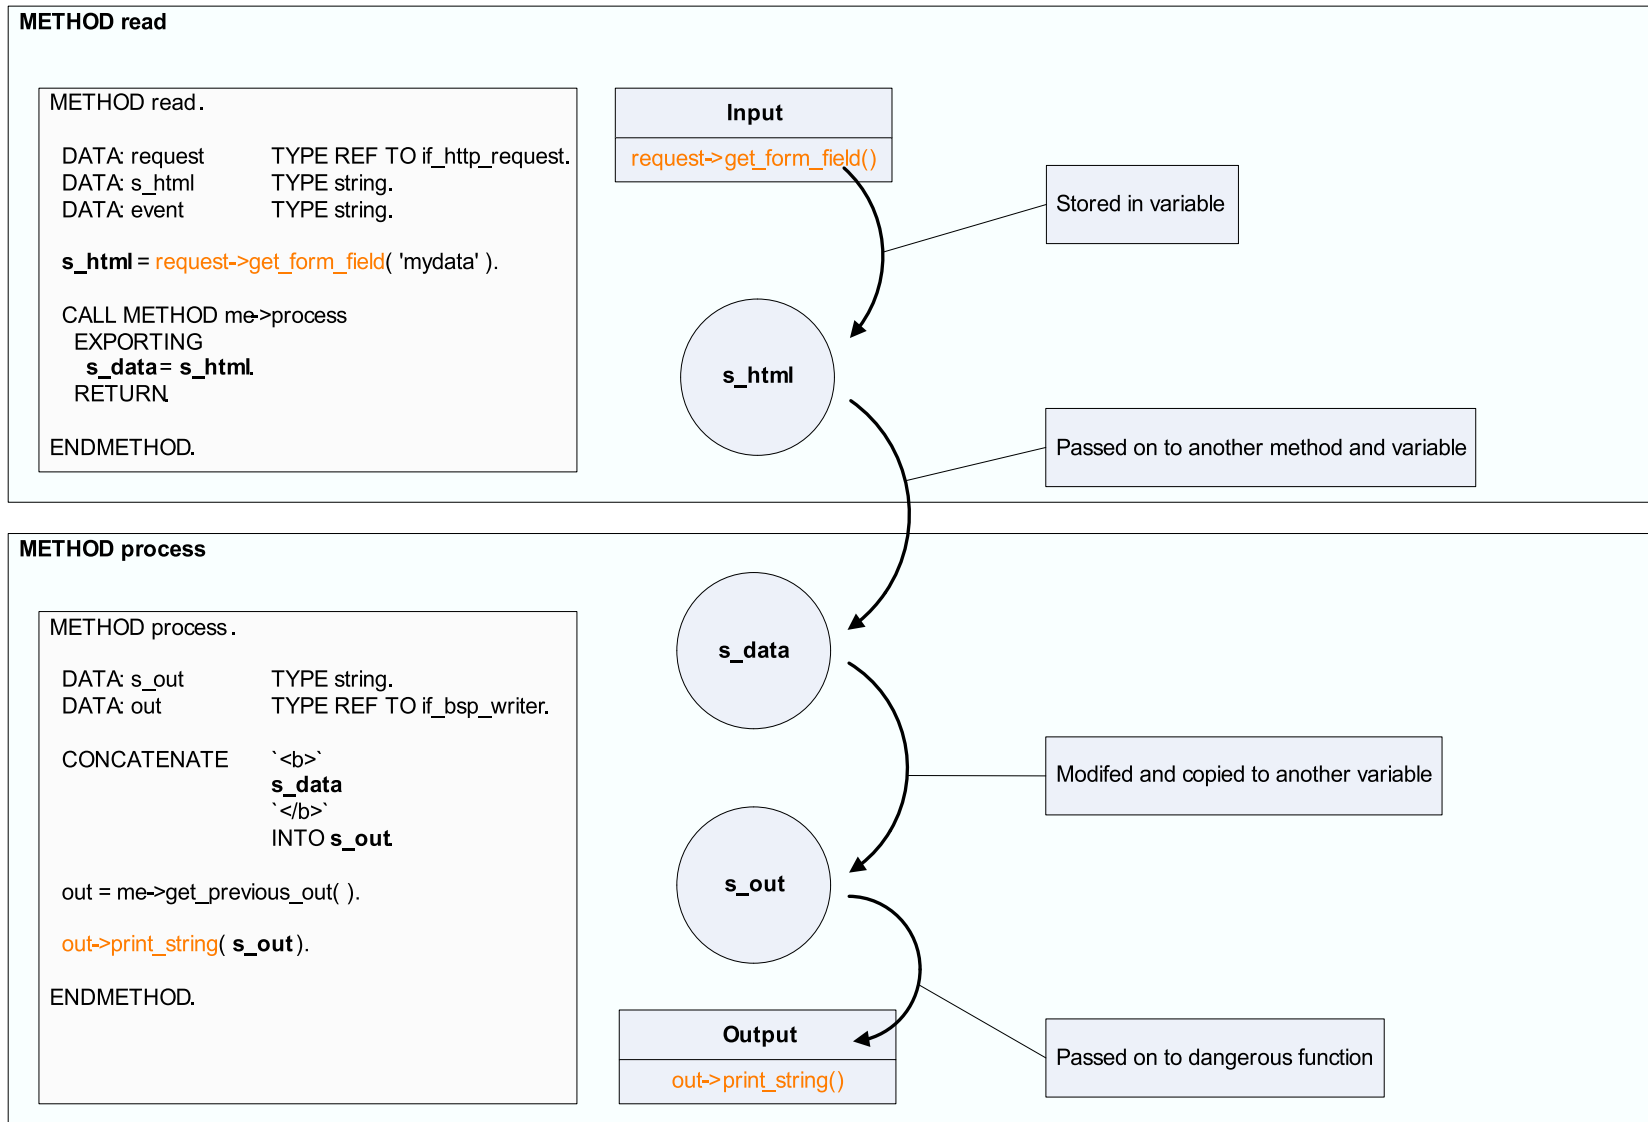 METHOD read
METHOD read.
DATA: request TYPE REF TO if_http_request.
DATA: s_html TYPE string.
DATA: event TYPE string.
s_html = request->get_form_field( 'mydata' ).
CALL METHOD me->process
EXPORTING
s_data = s_html.
RETURN.
ENDMETHOD.
Input
request->get_form_field()
Stored in variable
s_html
Passed on to another method and variable
METHOD process
METHOD process.
DATA: s_out TYPE string.
DATA: out TYPE REF TO if_bsp_writer.
CONCATENATE `<b>`
s_data
`</b>`
INTO s_out.
out = me->get_previous_out( ).
out->print_string( s_out ).
ENDMETHOD.
s_data
Modifed and copied to another variable
s_out
Output
out->print_string()
Passed on to dangerous function